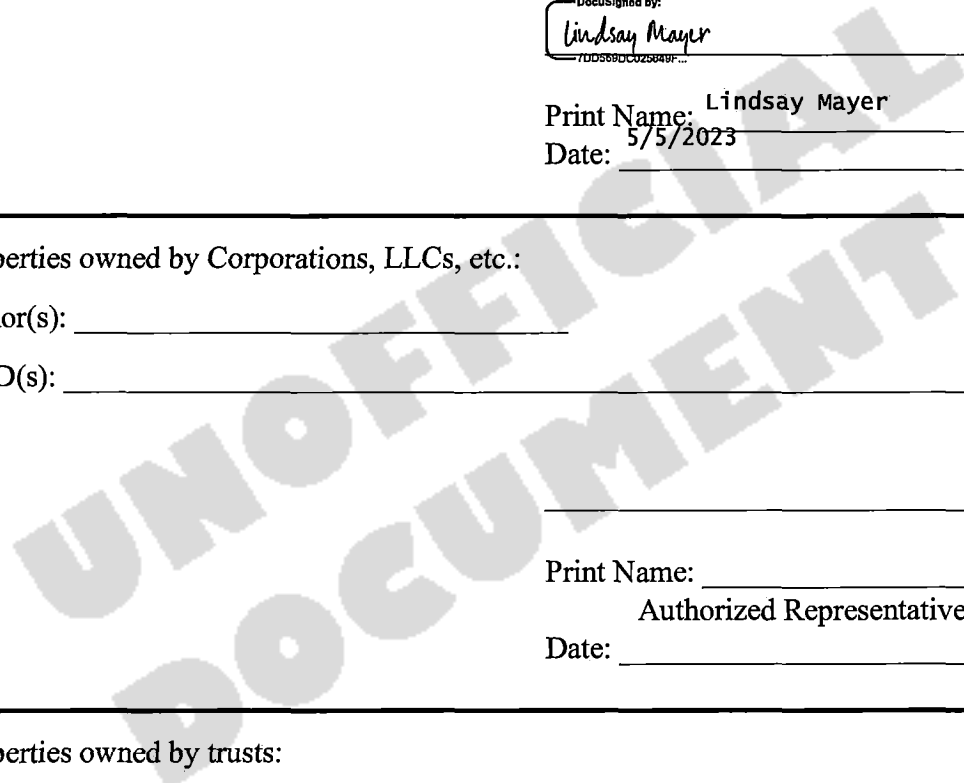 DocuSigned by:
Lindsay Mayer
7DD569DC025849F...
Print Name: Lindsay Mayer
Date: 5/5/2023
perties owned by Corporations, LLCs, etc.:
or(s):
D(s):
Print Name:
Authorized Representative
Date:
perties owned by trusts:
UNOFFICIAL
DOCUMENT